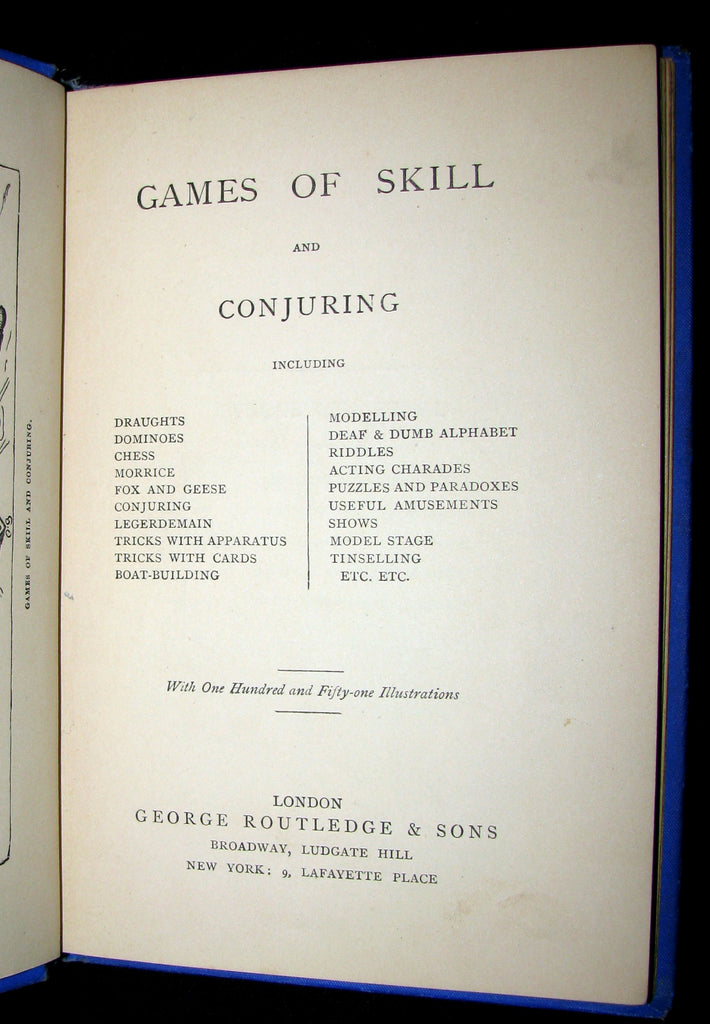 GAMES OF SKILL
AND
CONJURING
INCLUDING
DRAUGHTS
DOMINOES
CHESS
MORRICE
FOX AND GEESE
CONJURING
LEGERDEMAIN
TRICKS WITH APPARATUS
TRICKS WITH CARDS
BOAT-BUILDING
MODELLING
DEAF & DUMB ALPHABET
RIDDLES
ACTING CHARADES
PUZZLES AND PARADOXES
USEFUL AMUSEMENTS
SHOWS
MODEL STAGE
TINSELLING
ETC. ETC.
With One Hundred and Fifty-one Illustrations
LONDON
GEORGE ROUTLEDGE & SONS
BROADWAY, LUDGATE HILL
NEW YORK: 9, LAFAYETTE PLACE
GAMES OF SKILL AND CONJURING.